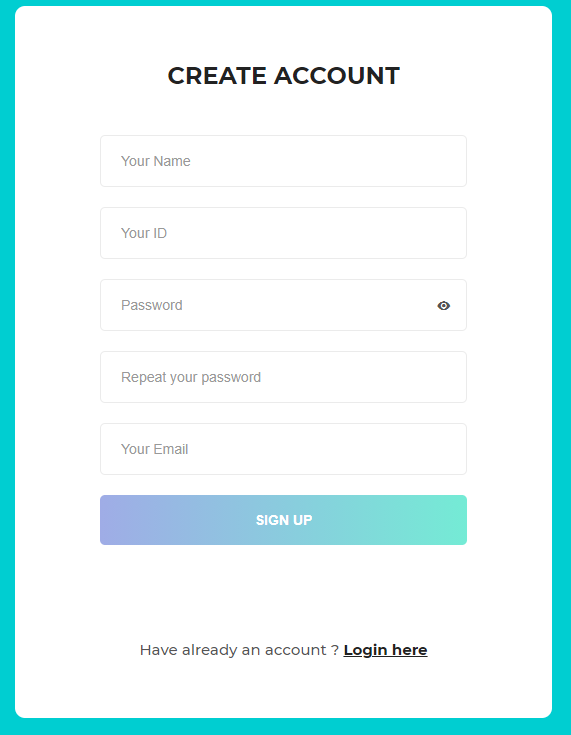 CREATE ACCOUNT
Your Name
Your ID
Password
Repeat your password
Your Email
SIGN UP
Have already an account ? Login here